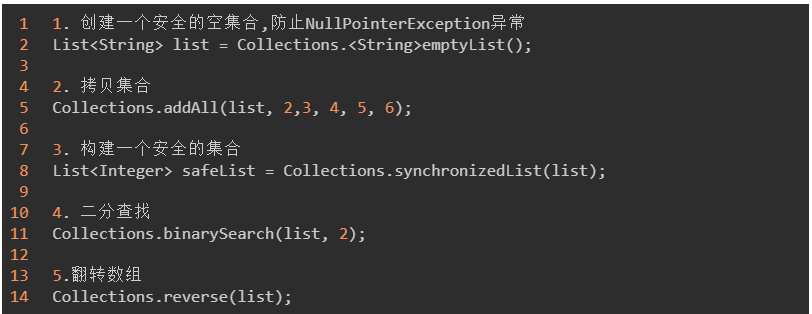 1 1. 创建一个安全的空集合,防止NullPointerException异常
2 List<String> list = Collections.<String>emptyList();
3
4 2. 拷贝集合
5 Collections.addAll(list, 2,3, 4, 5, 6);
6
7 3. 构建一个安全的集合
8 List<Integer> safeList = Collections.synchronizedList(list);
9
10 4. 二分查找
11 Collections.binarySearch(list, 2);
12
13 5.翻转数组
14 Collections.reverse(list);